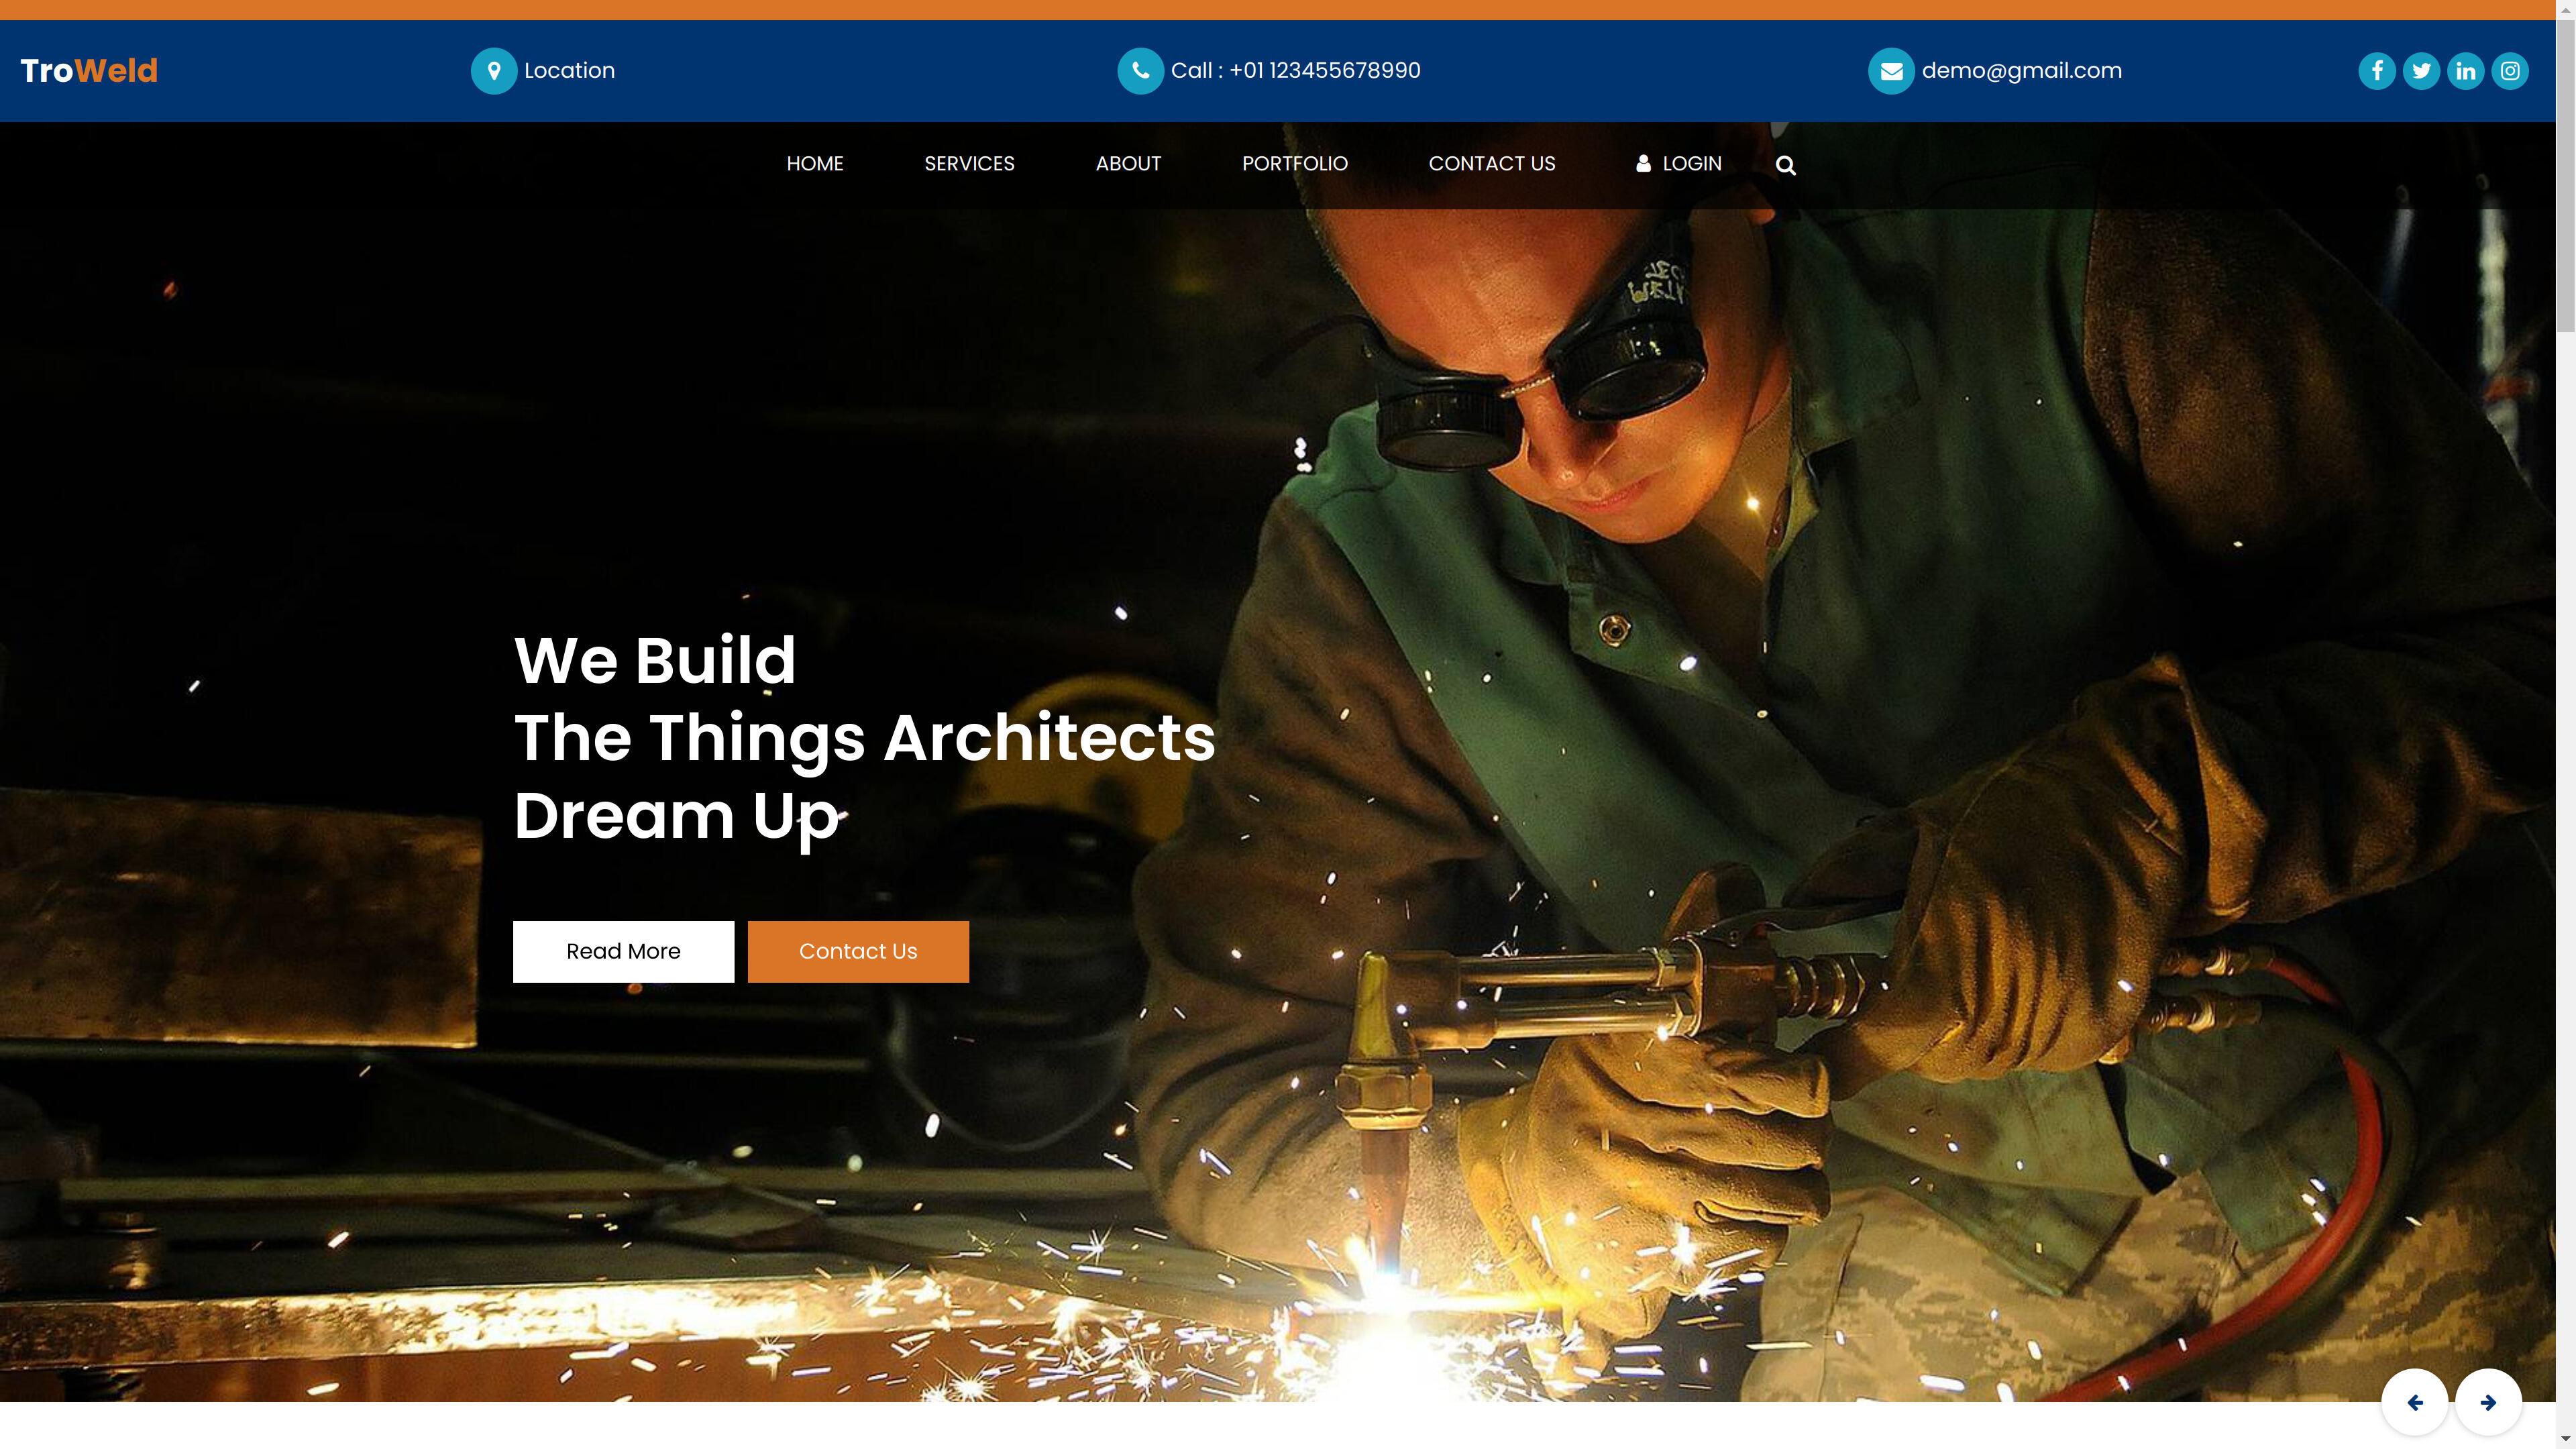 TroWeld
Location
Call : +01 123455678990
demo@gmail.com
HOME
SERVICES
ABOUT
PORTFOLIO
CONTACT US
LOGIN
We Build
The Things Architects
Dream Up
Read More
Contact Us